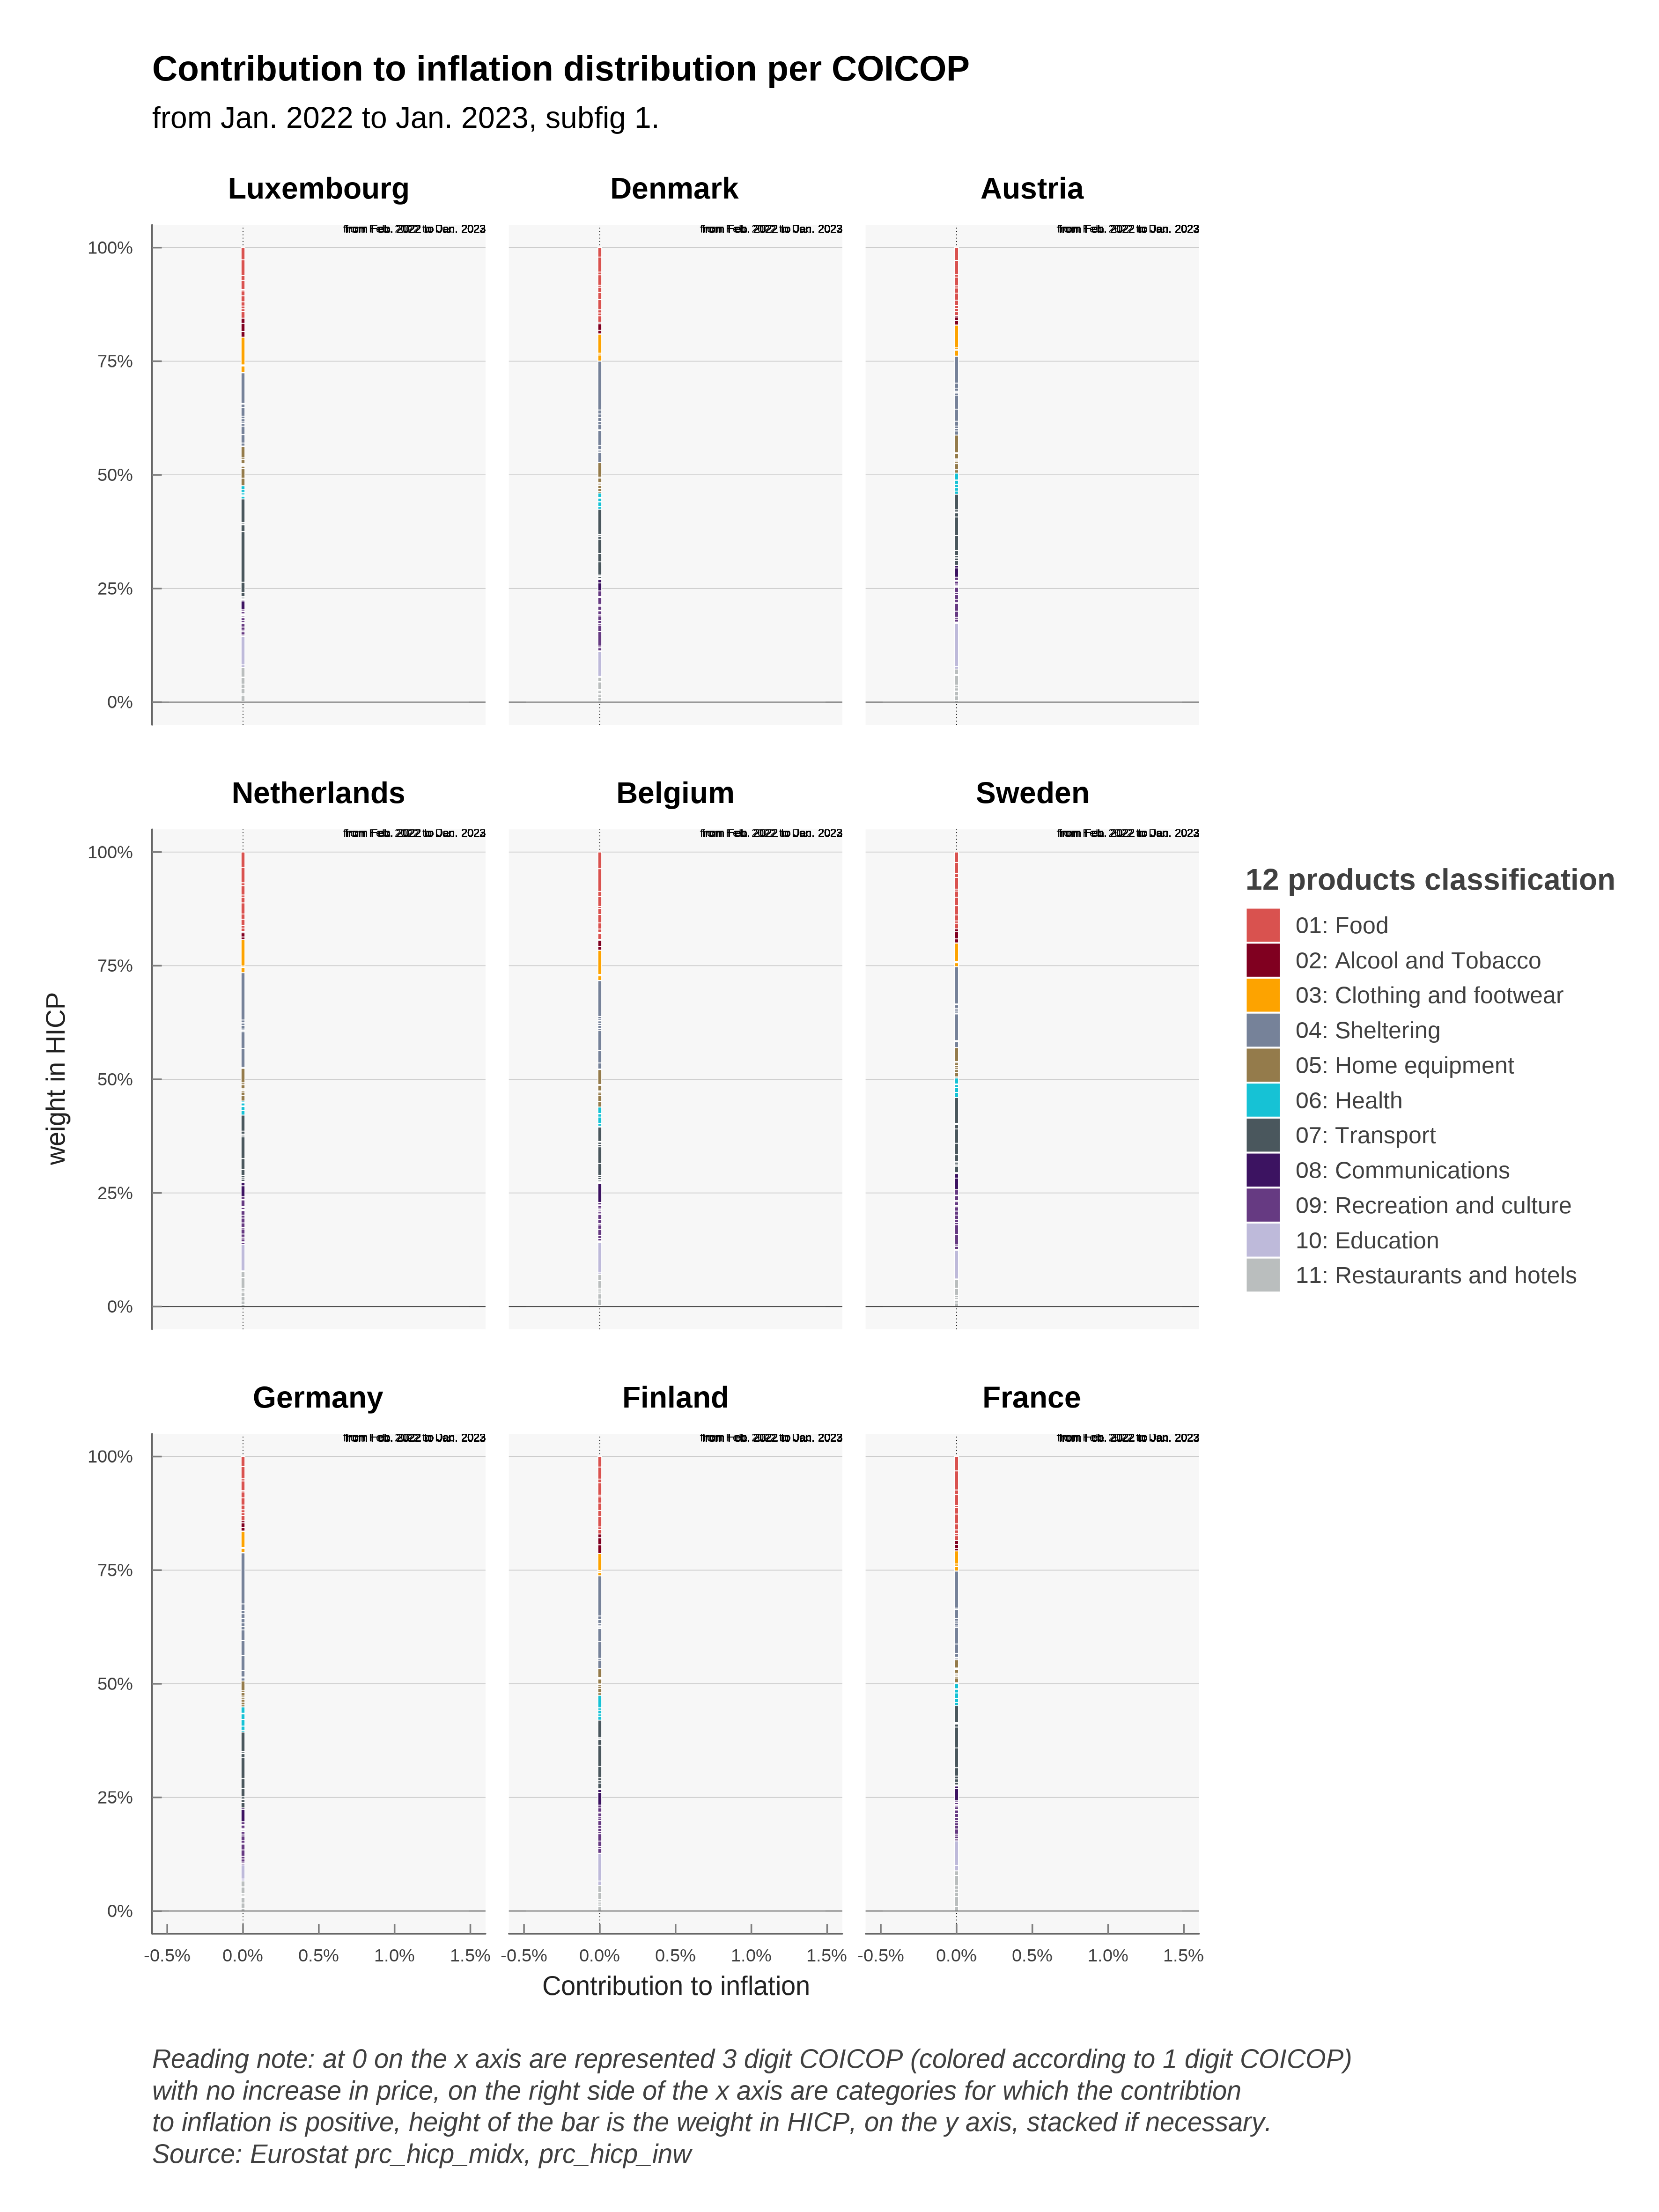 Contribution to inflation distribution per COICOP
from Jan. 2022 to Jan. 2023, subfig 1.
Luxembourg Denmark Austria
100%
75%
50%
25%
0%
Netherlands Belgium Sweden
100%
75%
50%
25%
0%
weight in HICP
12 products classification
01: Food
02: Alcool and Tobacco
03: Clothing and footwear
04: Sheltering
05: Home equipment
06: Health
07: Transport
08: Communications
09: Recreation and culture
10: Education
11: Restaurants and hotels
Germany Finland France
100%
75%
50%
25%
0%
-0.5% 0.0% 0.5% 1.0% 1.5% -0.5% 0.0% 0.5% 1.0% 1.5% -0.5% 0.0% 0.5% 1.0% 1.5%
Contribution to inflation
Reading note: at 0 on the x axis are represented 3 digit COICOP (colored according to 1 digit COICOP)
with no increase in price, on the right side of the x axis are categories for which the contribtion
to inflation is positive, height of the bar is the weight in HICP, on the y axis, stacked if necessary.
Source: Eurostat prc_hicp_midx, prc_hicp_inw